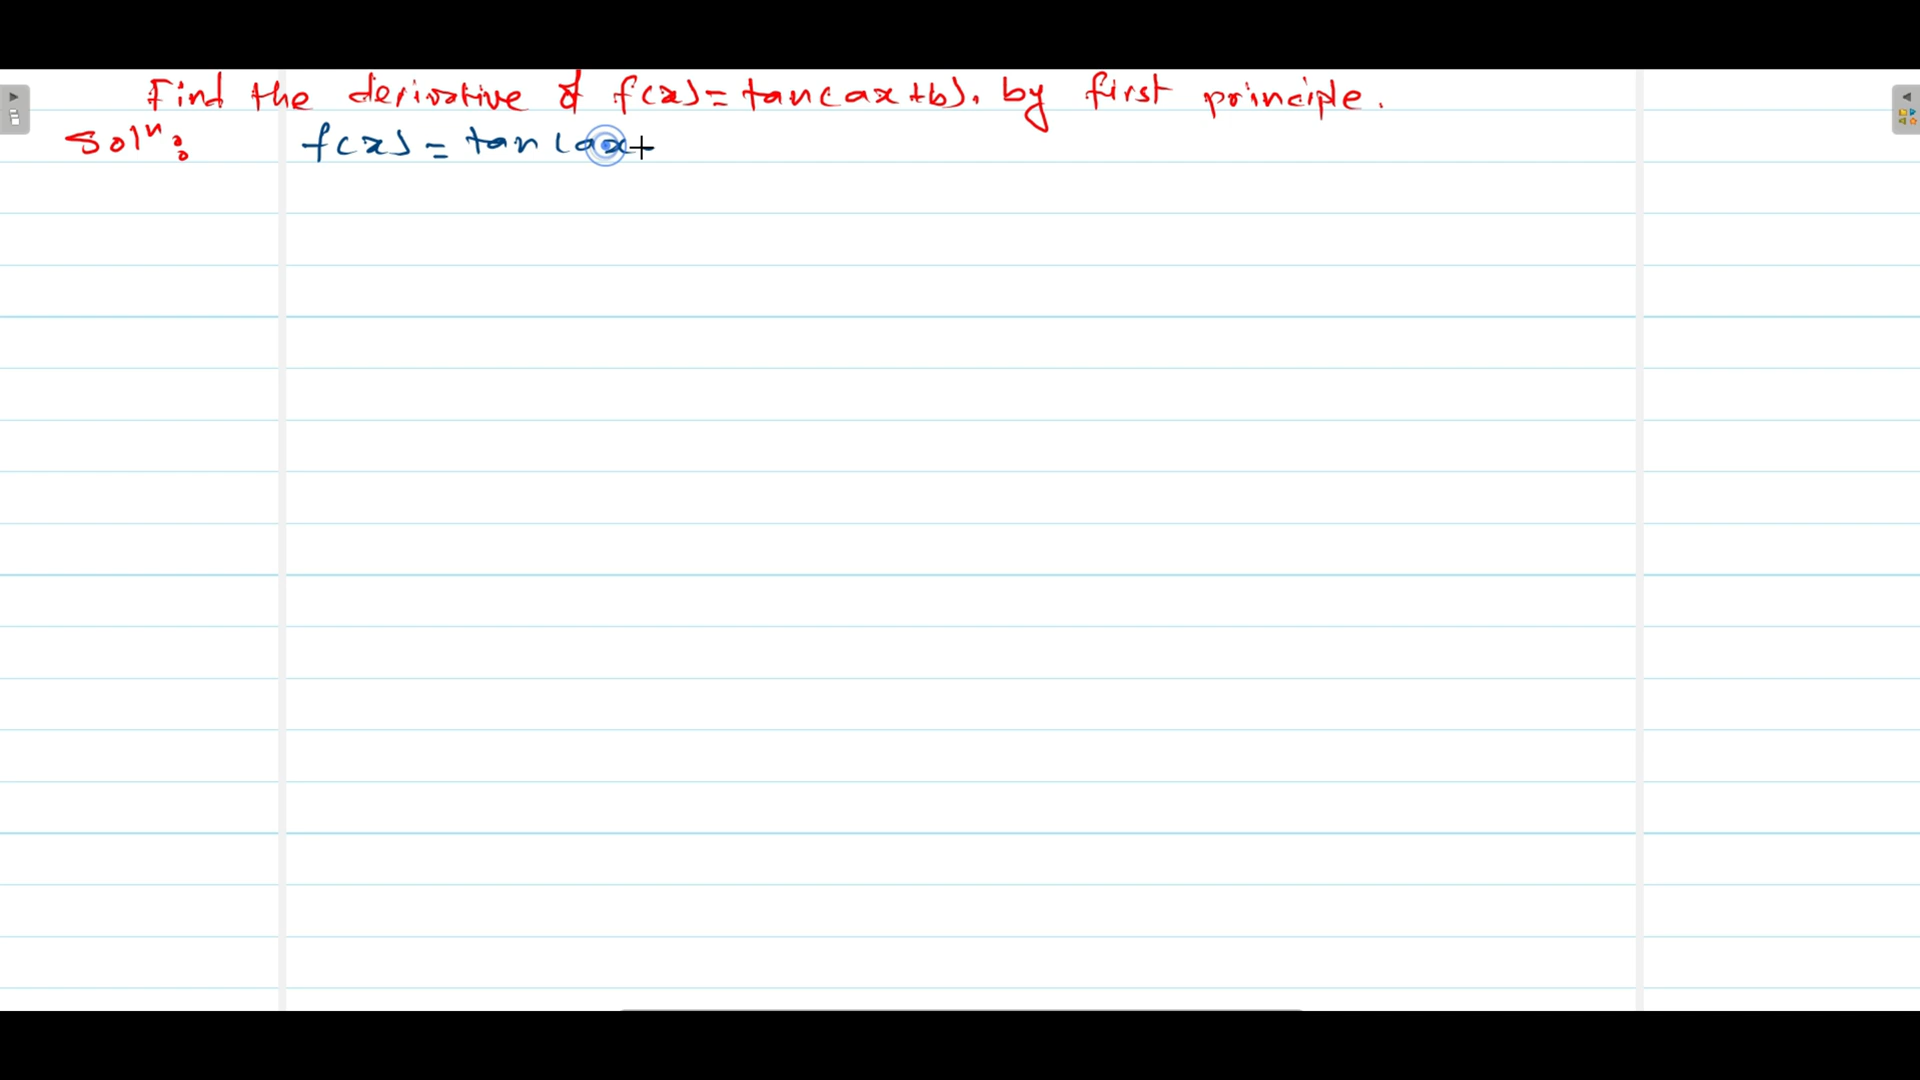 Find the derivative of f(x)=tan(ax+b). by first principle.
Solⁿ: f(x) = tan(ax+